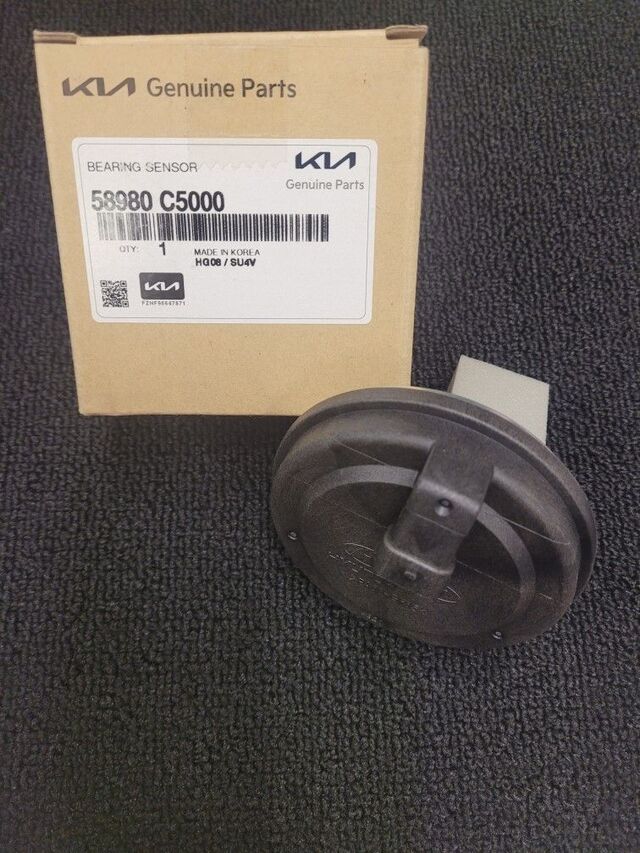 KIA Genuine Parts
BEARING SENSOR
KIA
Genuine Parts
58980 C5000
QTY: 1 MADE IN KOREA
HG08 / SU4V
KIA